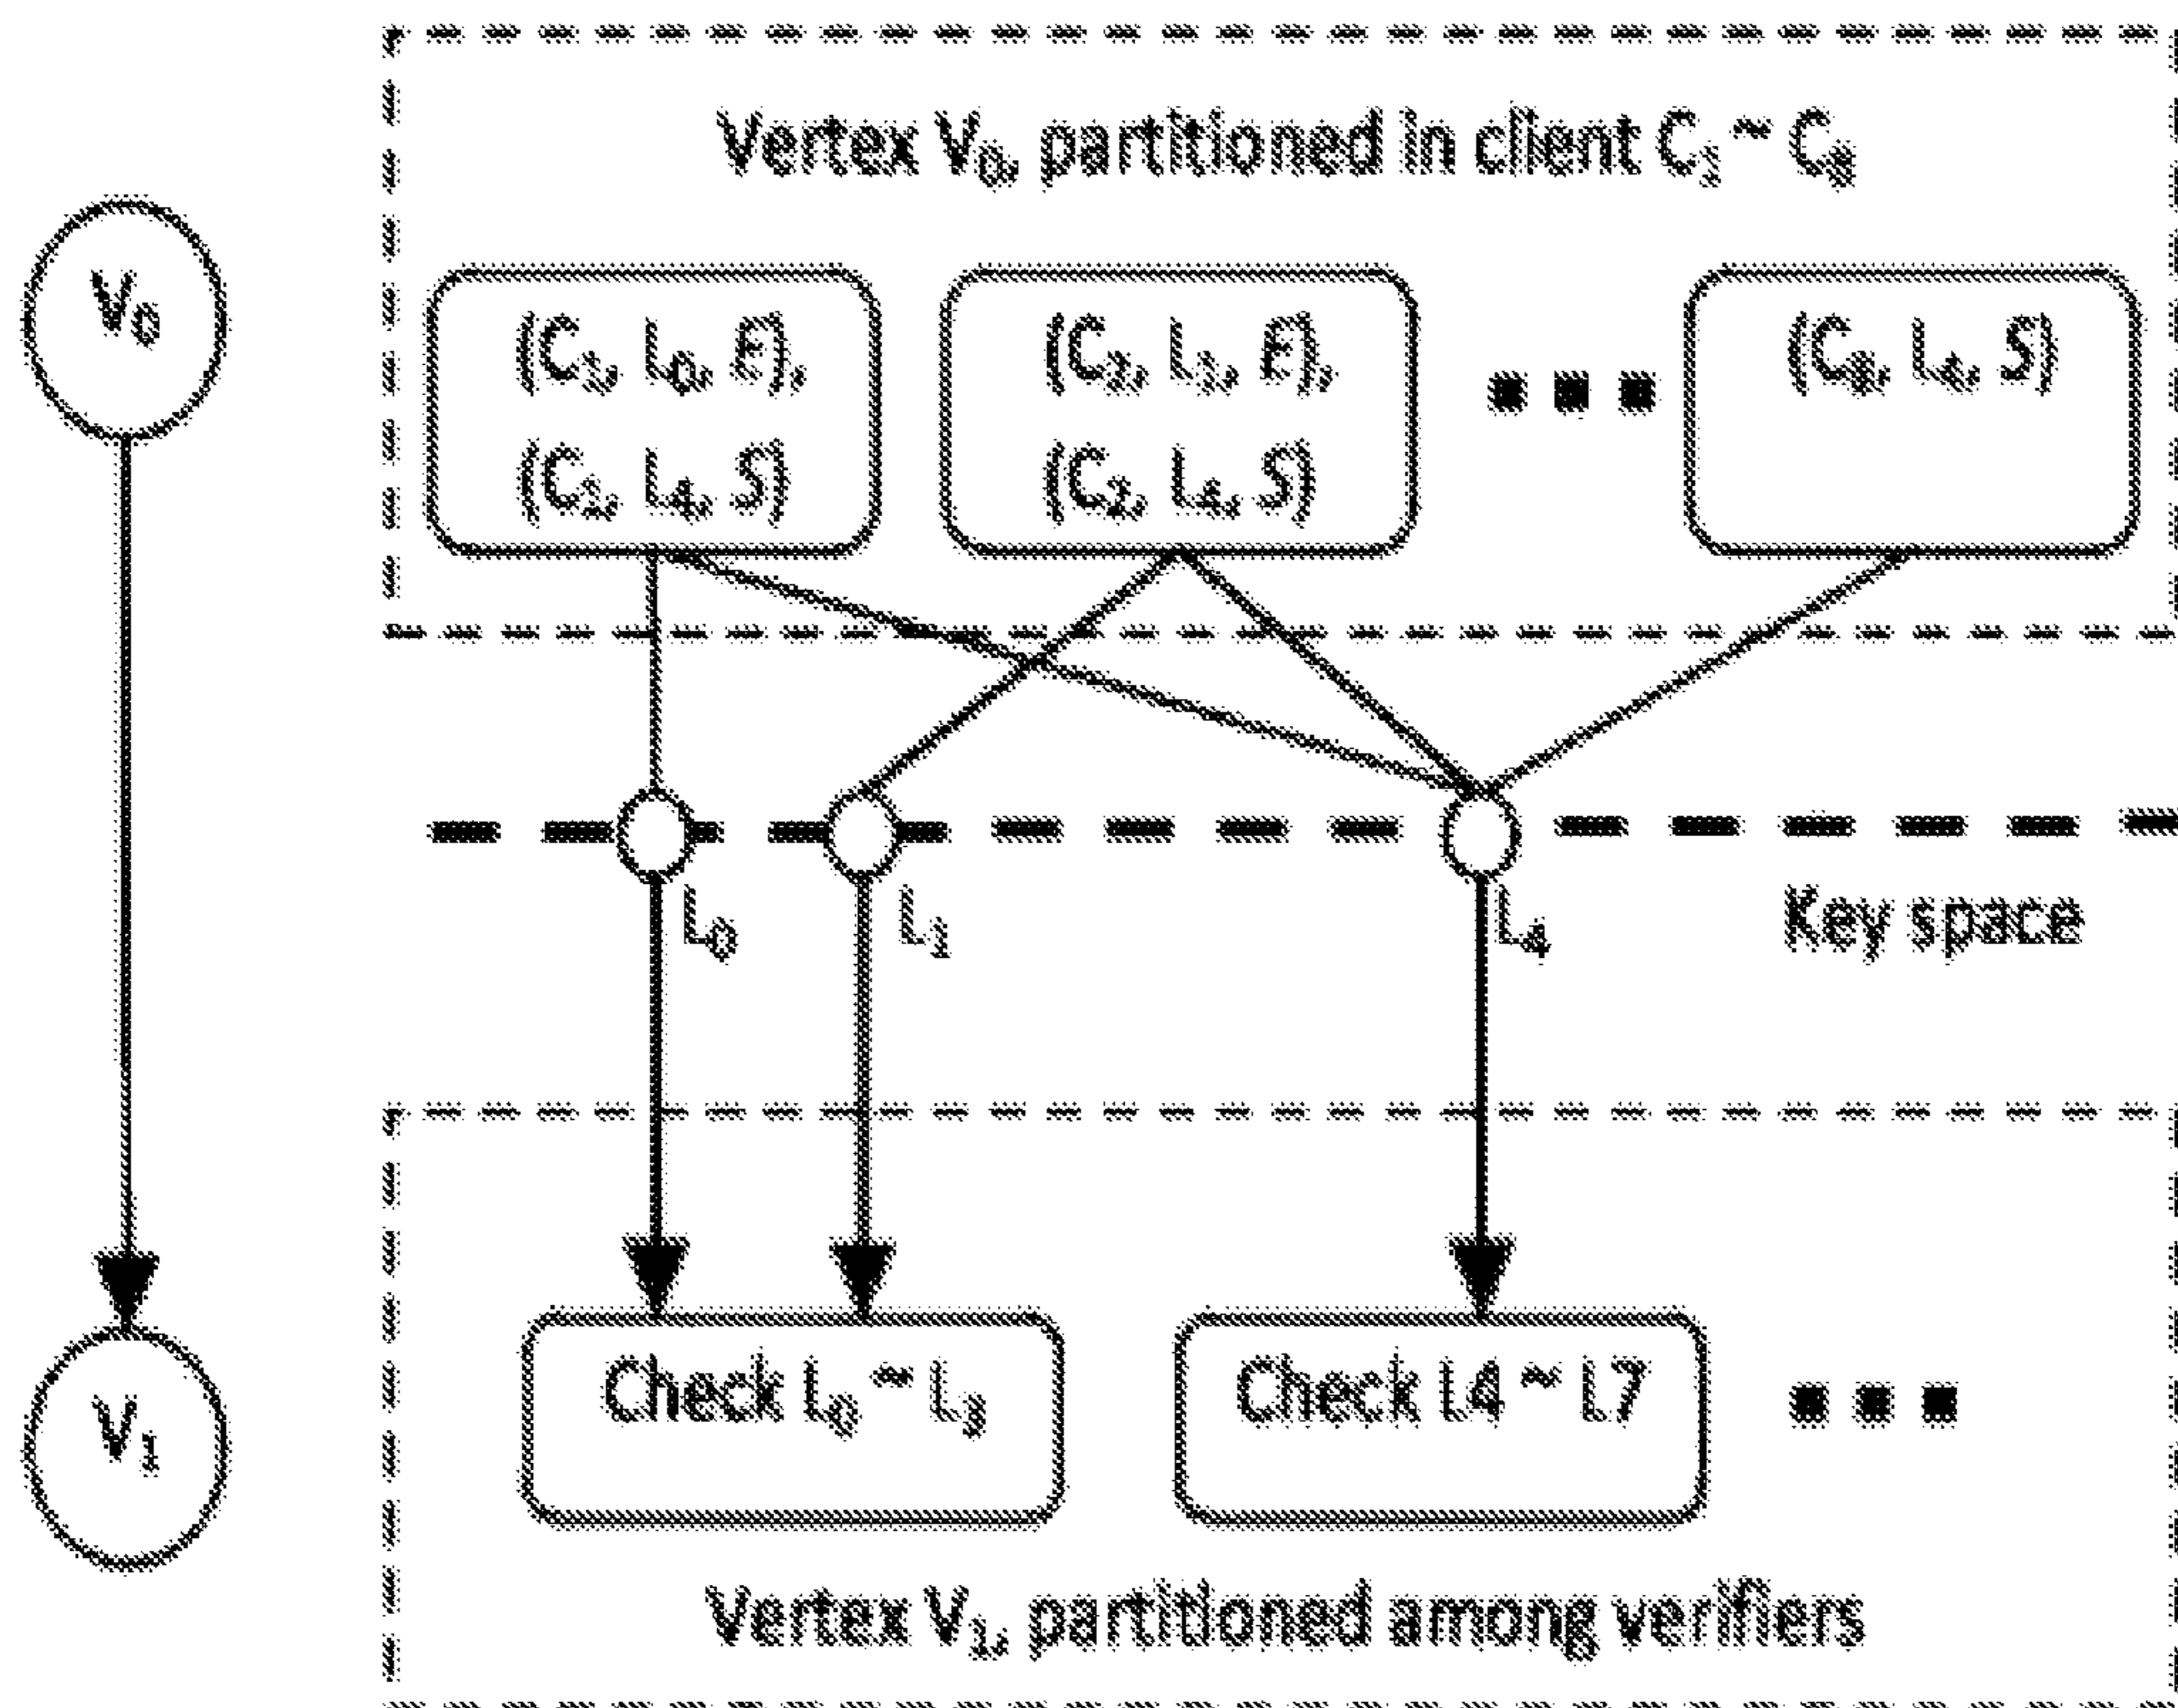 Vertex V₀, partitioned in client C₁ ~ C₈
V₀
(C₁, L₀, E), (C₂, L₁, E), (C₈, L₄, S)
(C₁, L₄, S) (C₂, L₄, S)
L₀ L₁ L₄ Key space
Check L₀ ~ L₃ Check L4 ~ L7
V₁
Vertex V₁, partitioned among verifiers